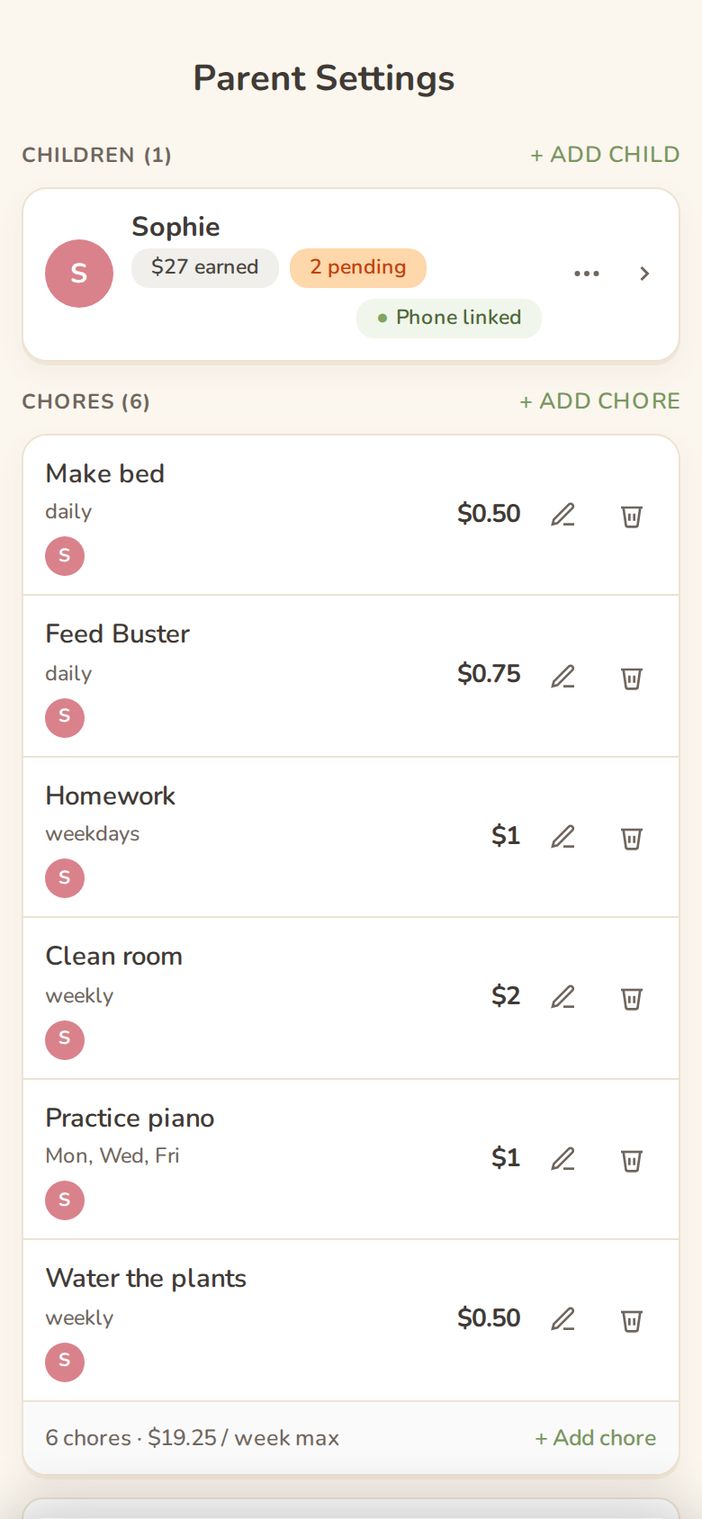 Parent Settings
CHILDREN (1)
+ ADD CHILD
S
Sophie
$27 earned
2 pending
Phone linked
CHORES (6)
+ ADD CHORE
Make bed
daily
S
$0.50
Feed Buster
daily
S
$0.75
Homework
weekdays
S
$1
Clean room
weekly
S
$2
Practice piano
Mon, Wed, Fri
S
$1
Water the plants
weekly
S
$0.50
6 chores · $19.25 / week max
+ Add chore